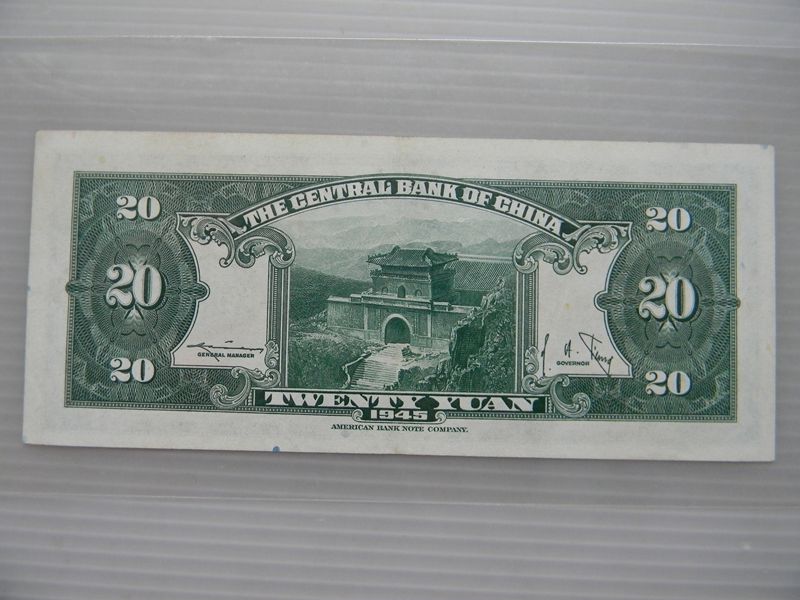 THE CENTRAL BANK OF CHINA
20 20
20 20
GENERAL MANAGER GOVERNOR
20 20
TWENTY YUAN
1945
AMERICAN BANK NOTE COMPANY.